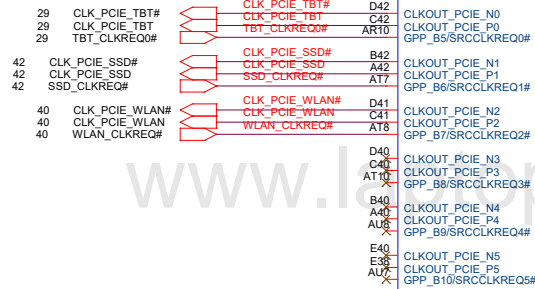 29 CLK_PCIE_TBT# CLK_PCIE_TBT# D42 CLKOUT_PCIE_N0
29 CLK_PCIE_TBT CLK_PCIE_TBT C42 CLKOUT_PCIE_P0
29 TBT_CLKREQ0# TBT_CLKREQ0# AR10 GPP_B5/SRCCLKREQ0#
42 CLK_PCIE_SSD# CLK_PCIE_SSD# B42 CLKOUT_PCIE_N1
42 CLK_PCIE_SSD CLK_PCIE_SSD A42 CLKOUT_PCIE_P1
42 SSD_CLKREQ# SSD_CLKREQ# AT7 GPP_B6/SRCCLKREQ1#
40 CLK_PCIE_WLAN# CLK_PCIE_WLAN# D41 CLKOUT_PCIE_N2
40 CLK_PCIE_WLAN CLK_PCIE_WLAN C41 CLKOUT_PCIE_P2
40 WLAN_CLKREQ# WLAN_CLKREQ# AT8 GPP_B7/SRCCLKREQ2#
D40 CLKOUT_PCIE_N3
C40 CLKOUT_PCIE_P3
AT10 GPP_B8/SRCCLKREQ3#
www.laptop
B40 CLKOUT_PCIE_N4
A40 CLKOUT_PCIE_P4
AU8 GPP_B9/SRCCLKREQ4#
E40 CLKOUT_PCIE_N5
E38 CLKOUT_PCIE_P5
AU7 GPP_B10/SRCCLKREQ5#